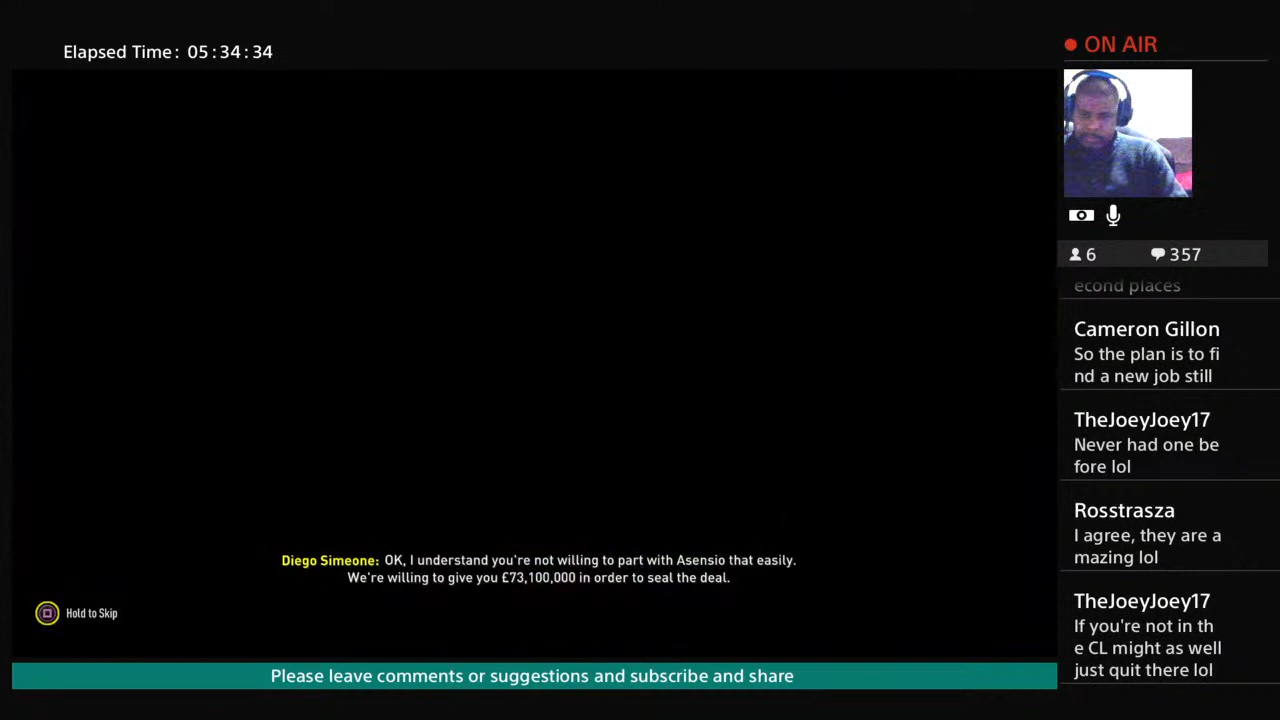 Elapsed Time: 05:34:34
ON AIR
6
357
econd places
Cameron Gillon
So the plan is to fi
nd a new job still
TheJoeyJoey17
Never had one be
fore lol
Rosstrasza
I agree, they are a
mazing lol
TheJoeyJoey17
If you're not in th
e CL might as well
just quit there lol
Diego Simeone: OK, I understand you're not willing to part with Asensio that easily.
We're willing to give you £73,100,000 in order to seal the deal.
Hold to Skip
Please leave comments or suggestions and subscribe and share